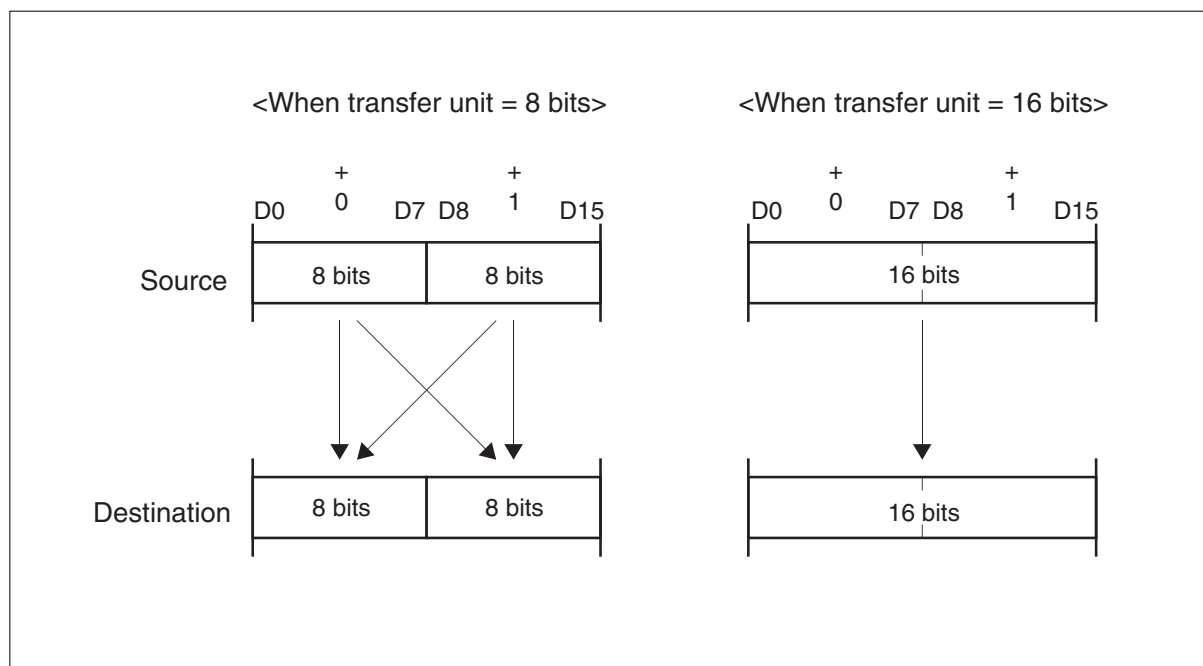 <When transfer unit = 8 bits>
+
0
+
1
D0
D7
D8
D15
Source
8 bits
8 bits
Destination
8 bits
8 bits
<When transfer unit = 16 bits>
+
0
+
1
D0
D7
D8
D15
16 bits
16 bits